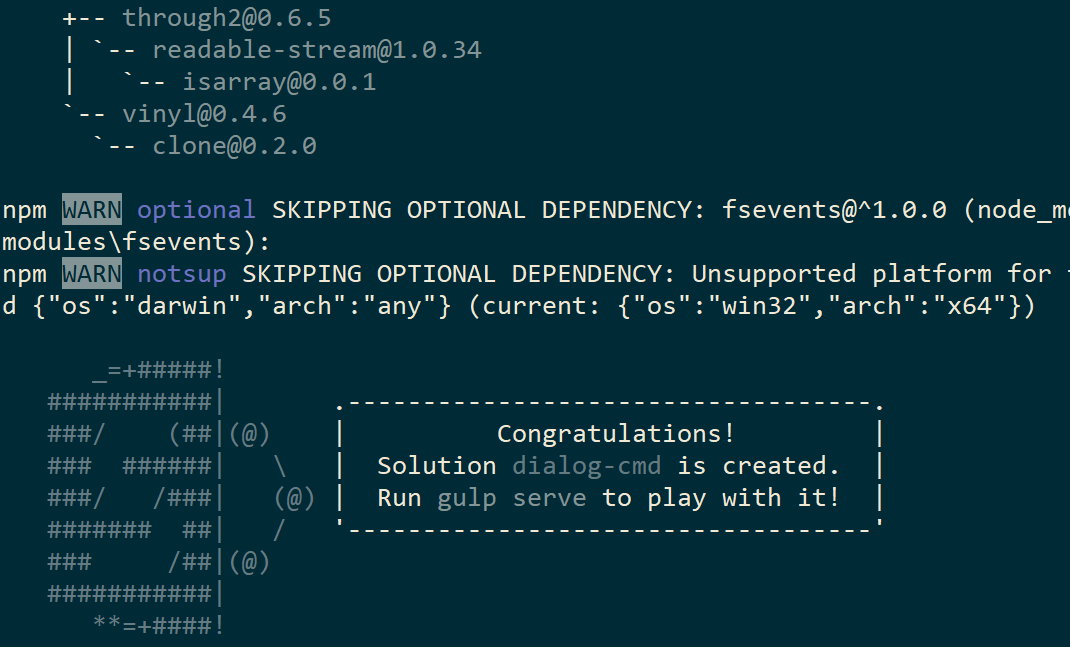 +-- through2@0.6.5
| `-- readable-stream@1.0.34
|   `-- isarray@0.0.1
`-- vinyl@0.4.6
  `-- clone@0.2.0
npm WARN optional SKIPPING OPTIONAL DEPENDENCY: fsevents@^1.0.0 (node_mo
modules\fsevents):
npm WARN notsup SKIPPING OPTIONAL DEPENDENCY: Unsupported platform for
d {"os":"darwin","arch":"any"} (current: {"os":"win32","arch":"x64"})
      _=+#####!
   ###########|       .-----------------------------------.
   ###/    (##|(@)    |          Congratulations!         |
   ###  ######|   \   |  Solution dialog-cmd is created.  |
   ###/   /###|   (@) |  Run gulp serve to play with it!  |
   #######  ##|   /   '-----------------------------------'
   ###     /##|(@)
   ###########|
      **=+####!